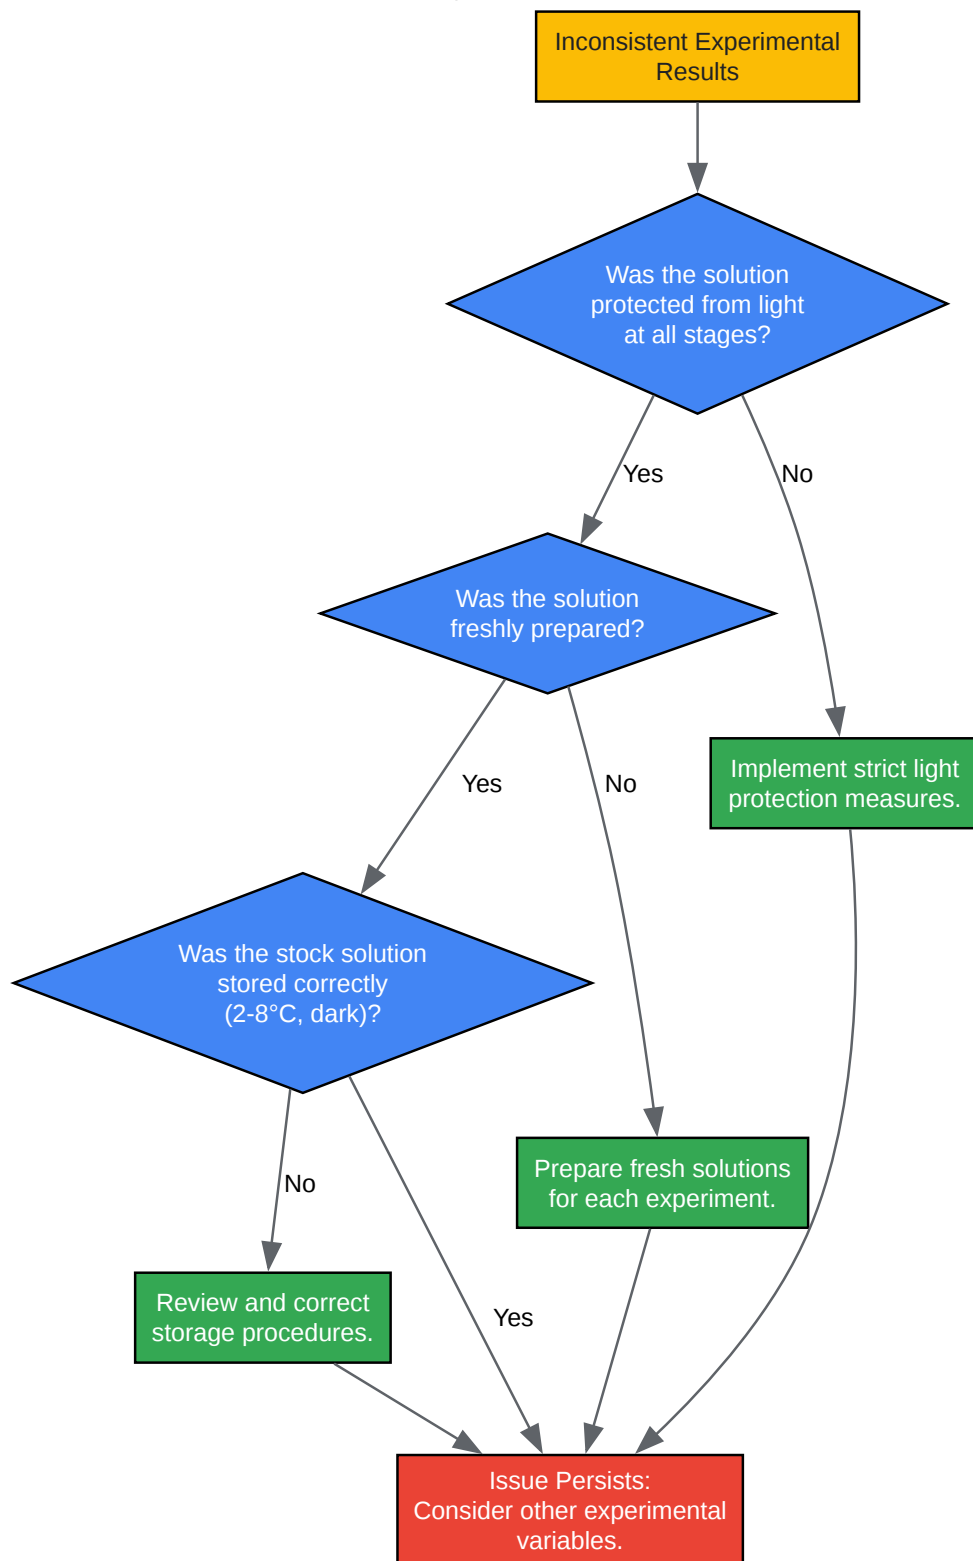 Inconsistent Experimental
Results
Was the solution
protected from light
at all stages?
Yes
No
Was the solution
freshly prepared?
Implement strict light
protection measures.
Yes
No
Was the stock solution
stored correctly
(2-8°C, dark)?
Prepare fresh solutions
for each experiment.
No
Review and correct
storage procedures.
Yes
Issue Persists:
Consider other experimental
variables.